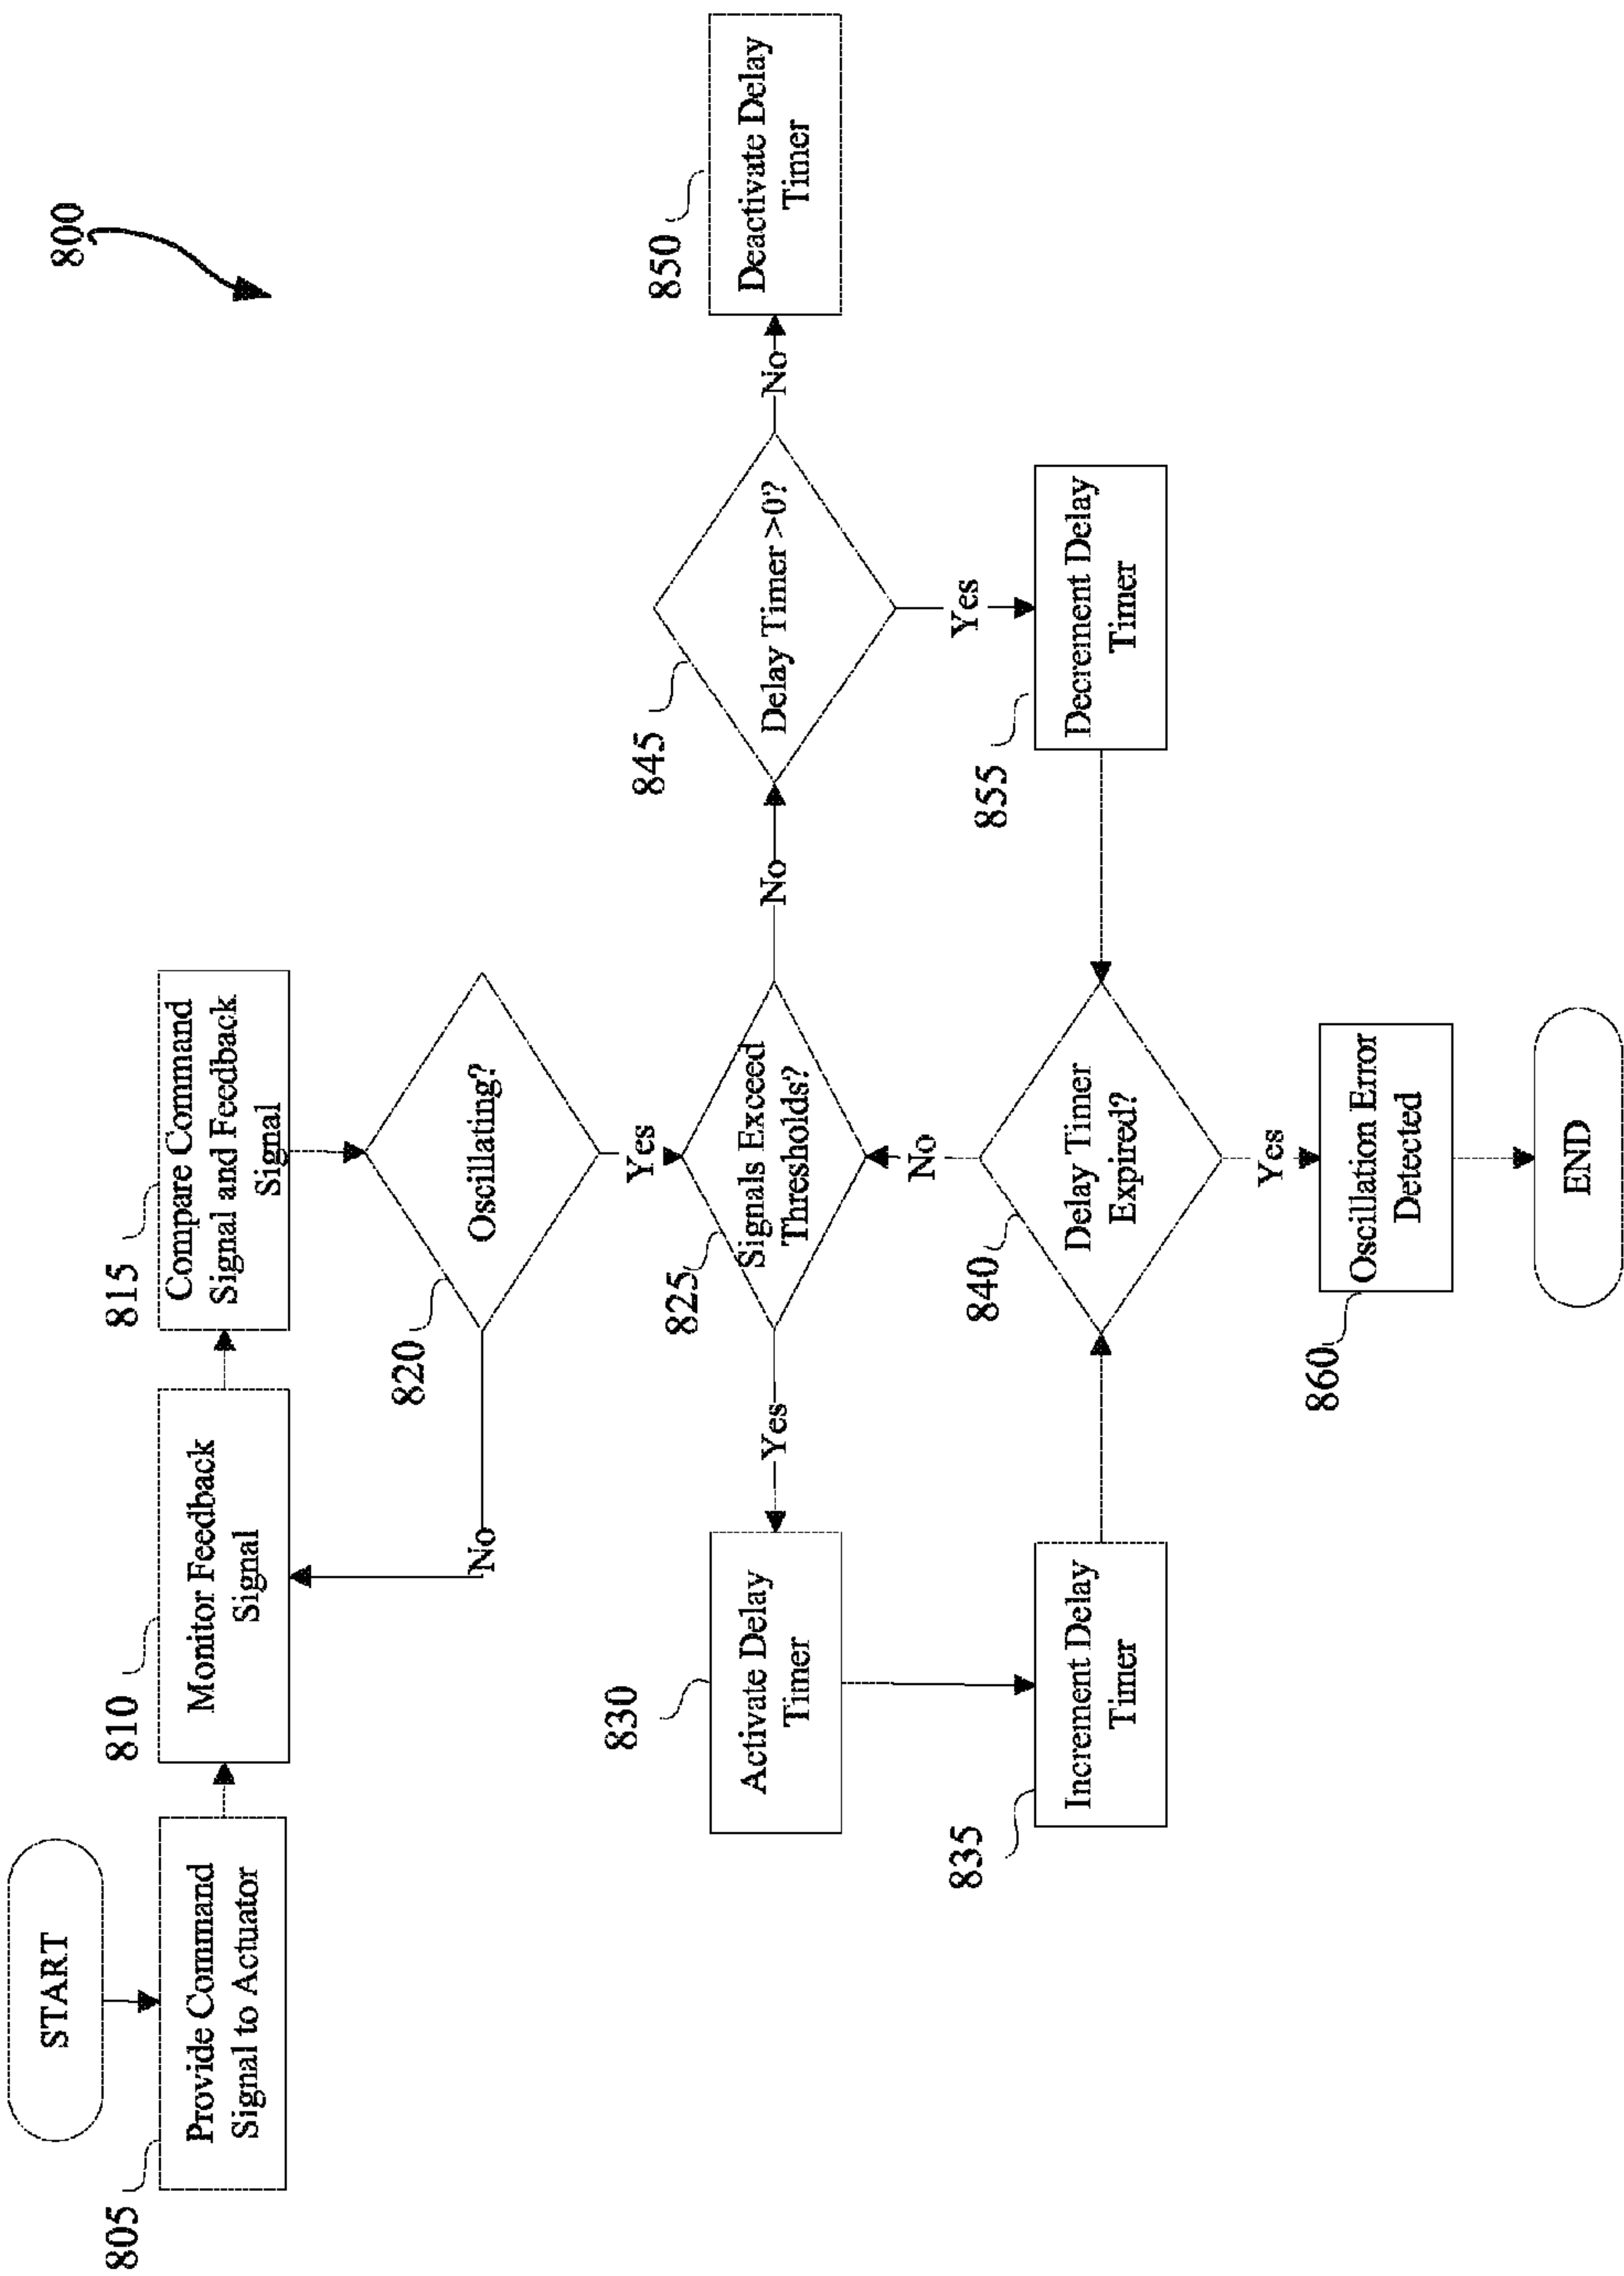 800
START
805
Provide Command
Signal to Actuator
810
Monitor Feedback
Signal
815
Compare Command
Signal and Feedback
Signal
820
Oscillating?
No
Yes
825
Signals Exceed
Thresholds?
Yes
No
830
Activate Delay
Timer
835
Increment Delay
Timer
840
Delay Timer
Expired?
No
Yes
845
Delay Timer >0?
No
Yes
850
Deactivate Delay
Timer
855
Decrement Delay
Timer
860
Oscillation Error
Detected
END